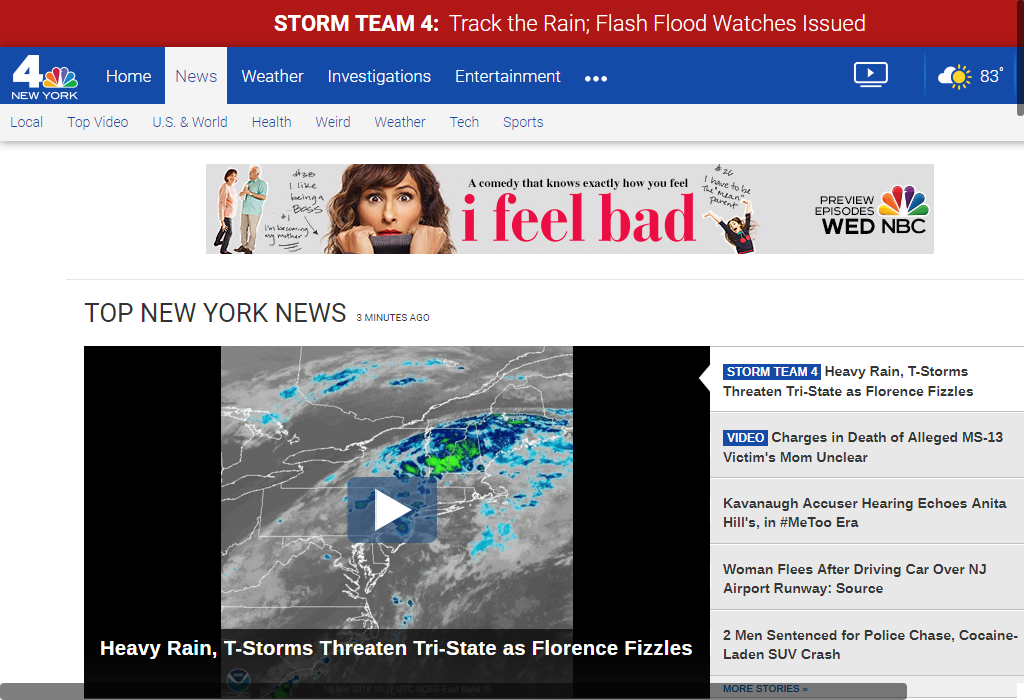 STORM TEAM 4: Track the Rain; Flash Flood Watches Issued
4
NEW YORK
Home News Weather Investigations Entertainment •••
83°
Local Top Video U.S. & World Health Weird Weather Tech Sports
#28
I like
being a
BOSS
#1
I'm becoming
my mother
A comedy that knows exactly how you feel
i feel bad
#26
I have to be
the "mean"
parent
PREVIEW
EPISODES
WED NBC
TOP NEW YORK NEWS 3 MINUTES AGO
Heavy Rain, T-Storms Threaten Tri-State as Florence Fizzles
STORM TEAM 4 Heavy Rain, T-Storms
Threaten Tri-State as Florence Fizzles
VIDEO Charges in Death of Alleged MS-13
Victim's Mom Unclear
Kavanaugh Accuser Hearing Echoes Anita
Hill's, in #MeToo Era
Woman Flees After Driving Car Over NJ
Airport Runway: Source
2 Men Sentenced for Police Chase, Cocaine-
Laden SUV Crash
MORE STORIES »